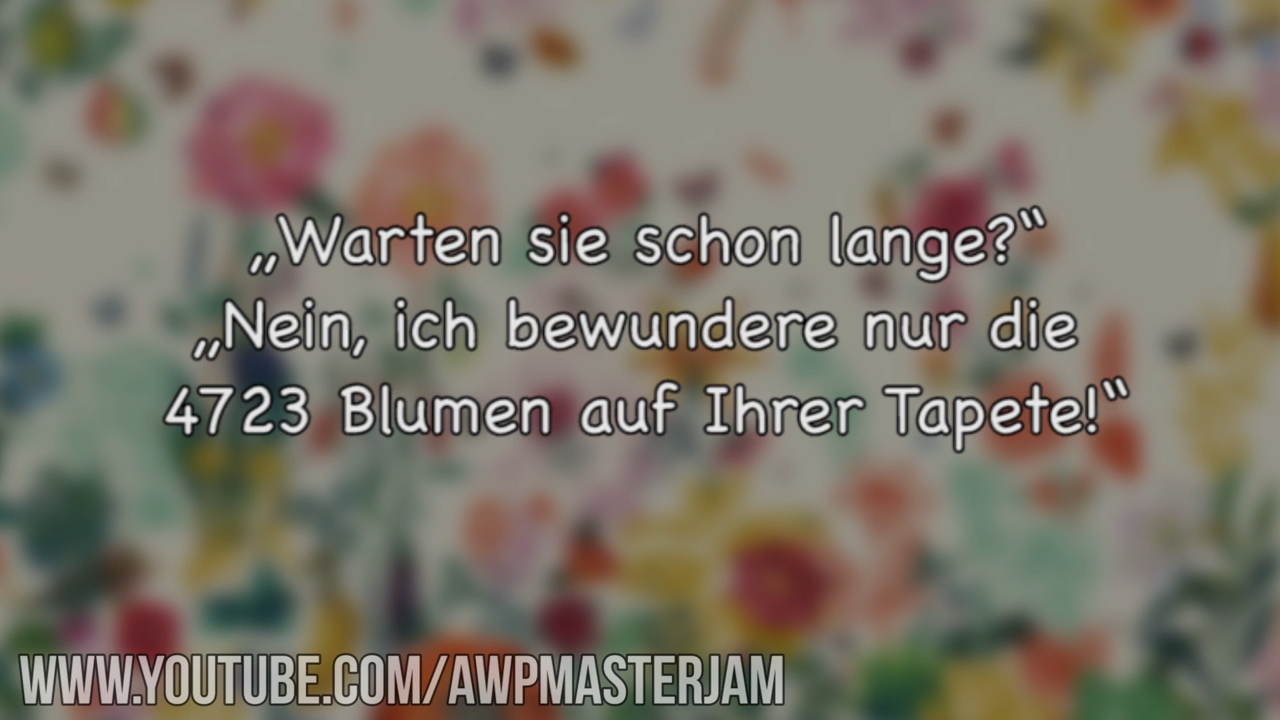 „Warten sie schon lange?“
„Nein, ich bewundere nur die
4723 Blumen auf Ihrer Tapete!“
WWW.YOUTUBE.COM/AWPMASTERJAM